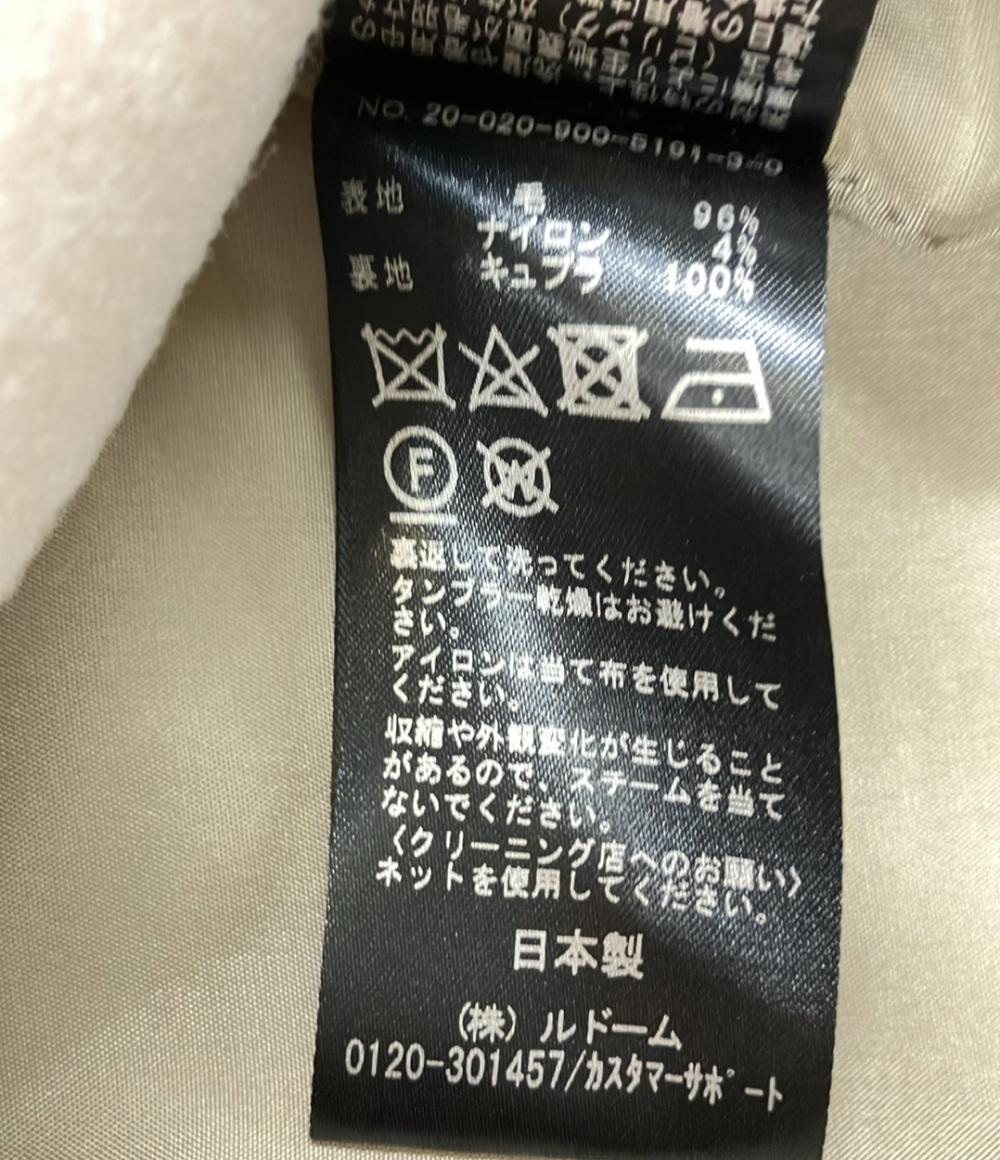 NO. 20-020-900-5191-3-0
表地 毛 96%
ナイロン 4%
裏地 キュプラ 100%
F W
裏返して洗ってください。
タンブラー乾燥はお避けくだ
さい。
アイロンは当て布を使用して
ください。
収縮や外観変化が生じること
があるので、スチームを当て
ないでください。
〈クリーニング店へのお願い〉
ネットを使用してください。
日本製
(株) ルドーム
0120-301457/カスタマーサポート